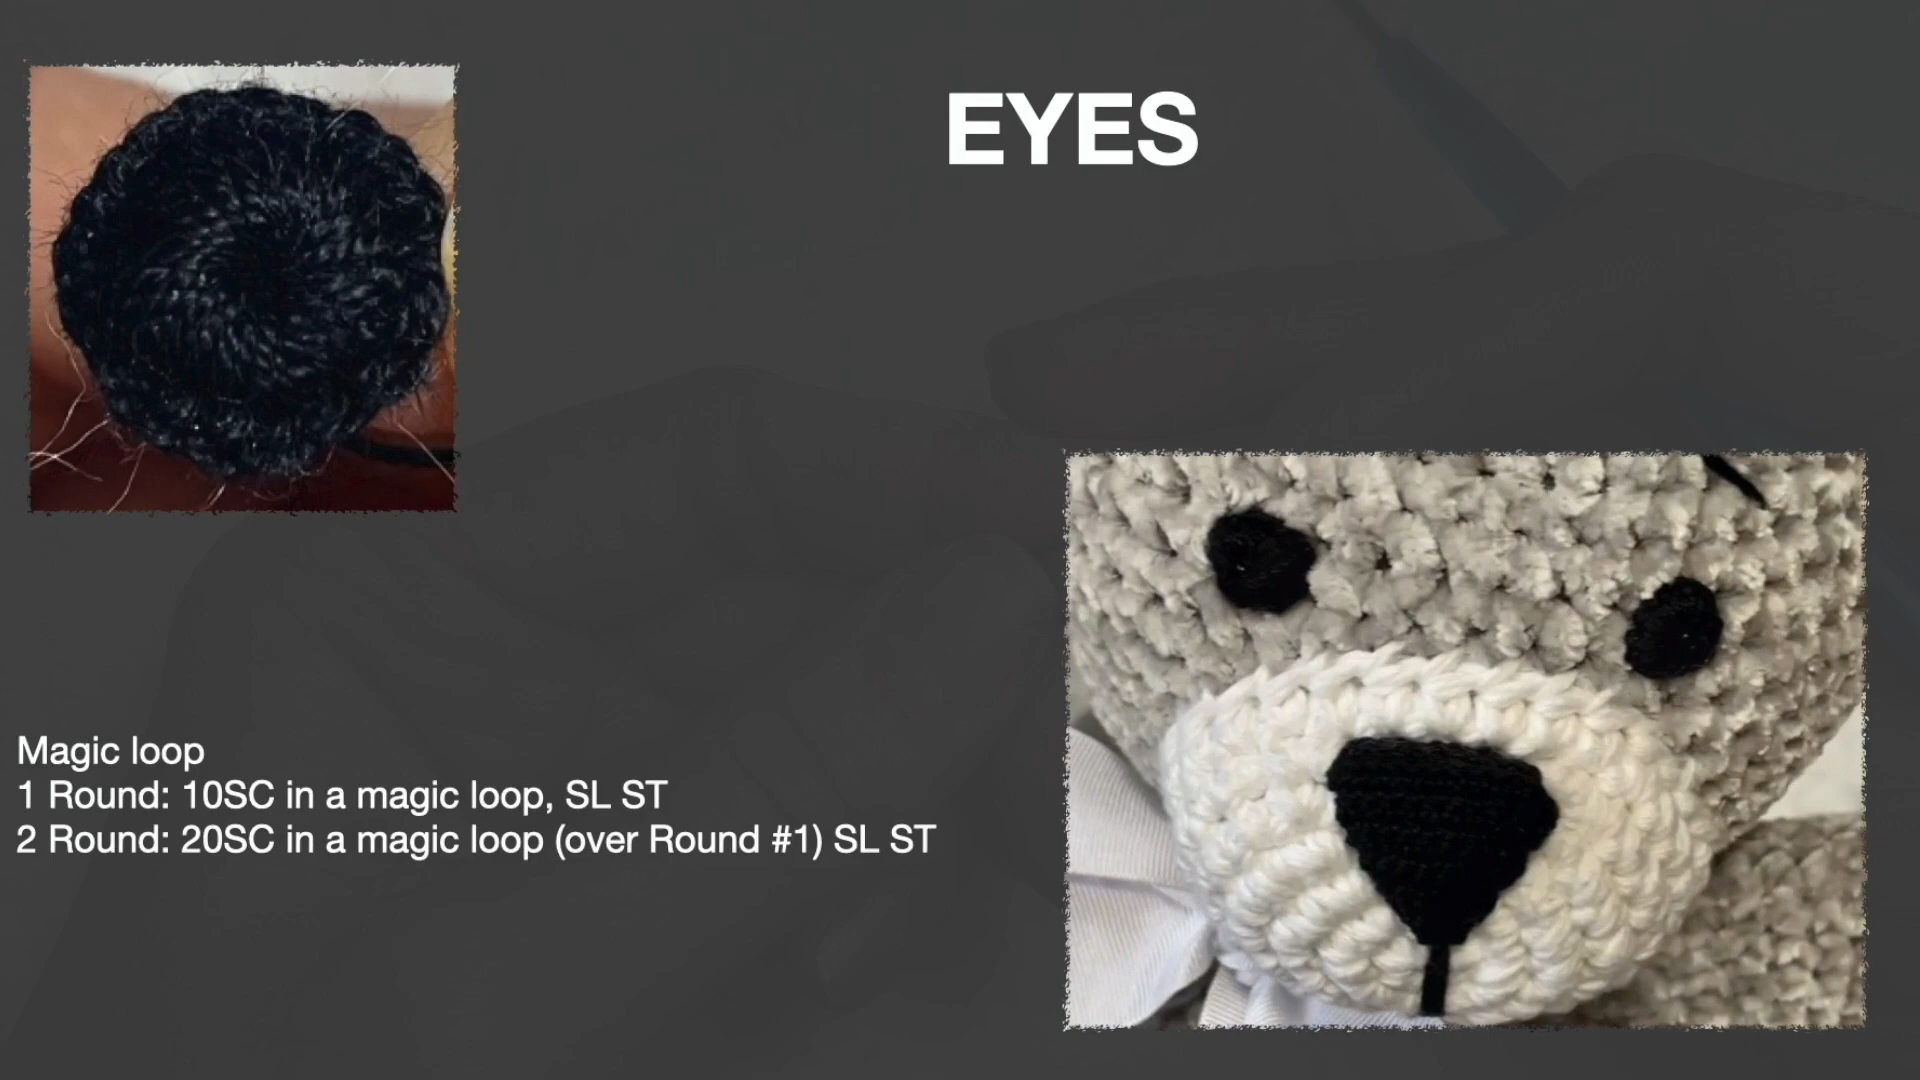 EYES
Magic loop
1 Round: 10SC in a magic loop, SL ST
2 Round: 20SC in a magic loop (over Round #1) SL ST